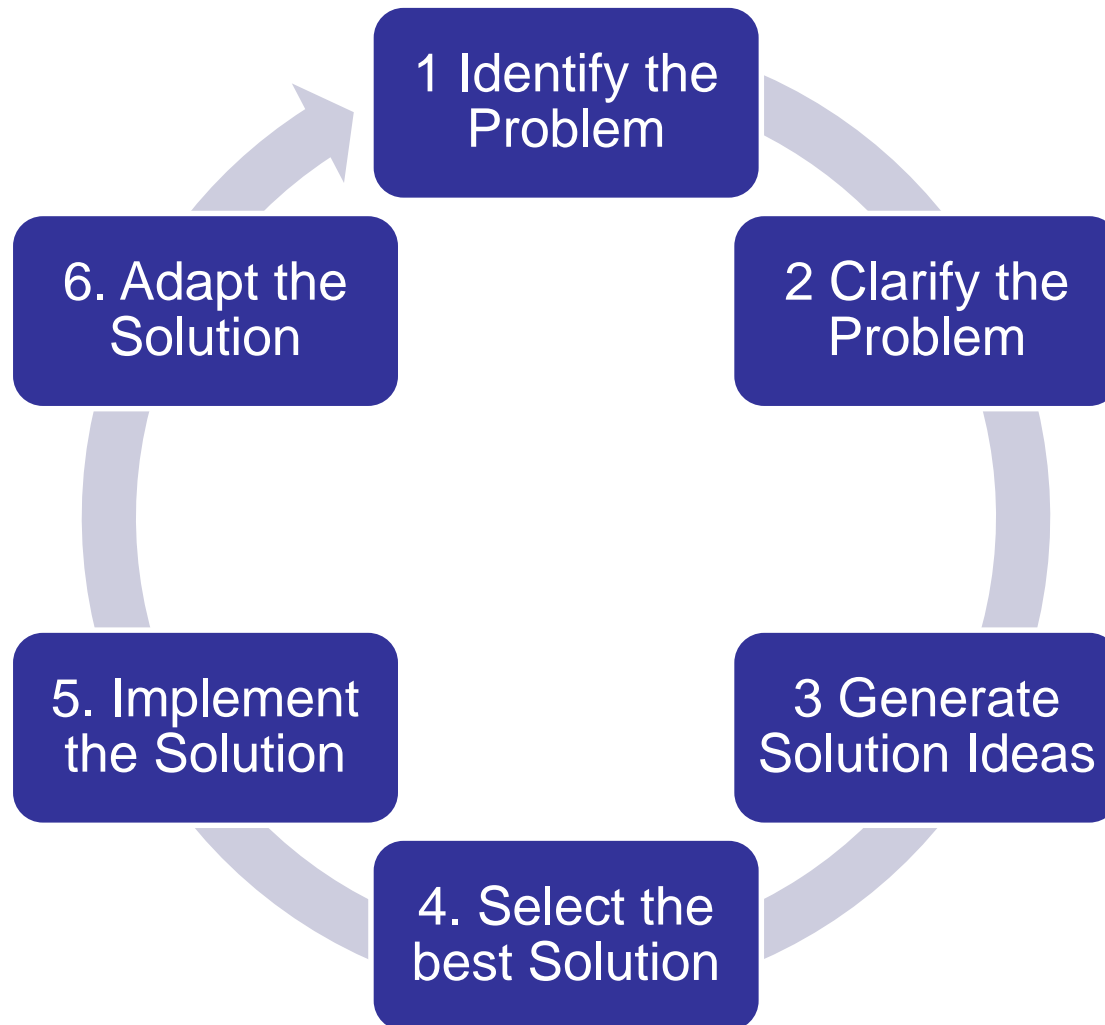 1 Identify the
Problem
2 Clarify the
Problem
3 Generate
Solution Ideas
4. Select the
best Solution
5. Implement
the Solution
6. Adapt the
Solution